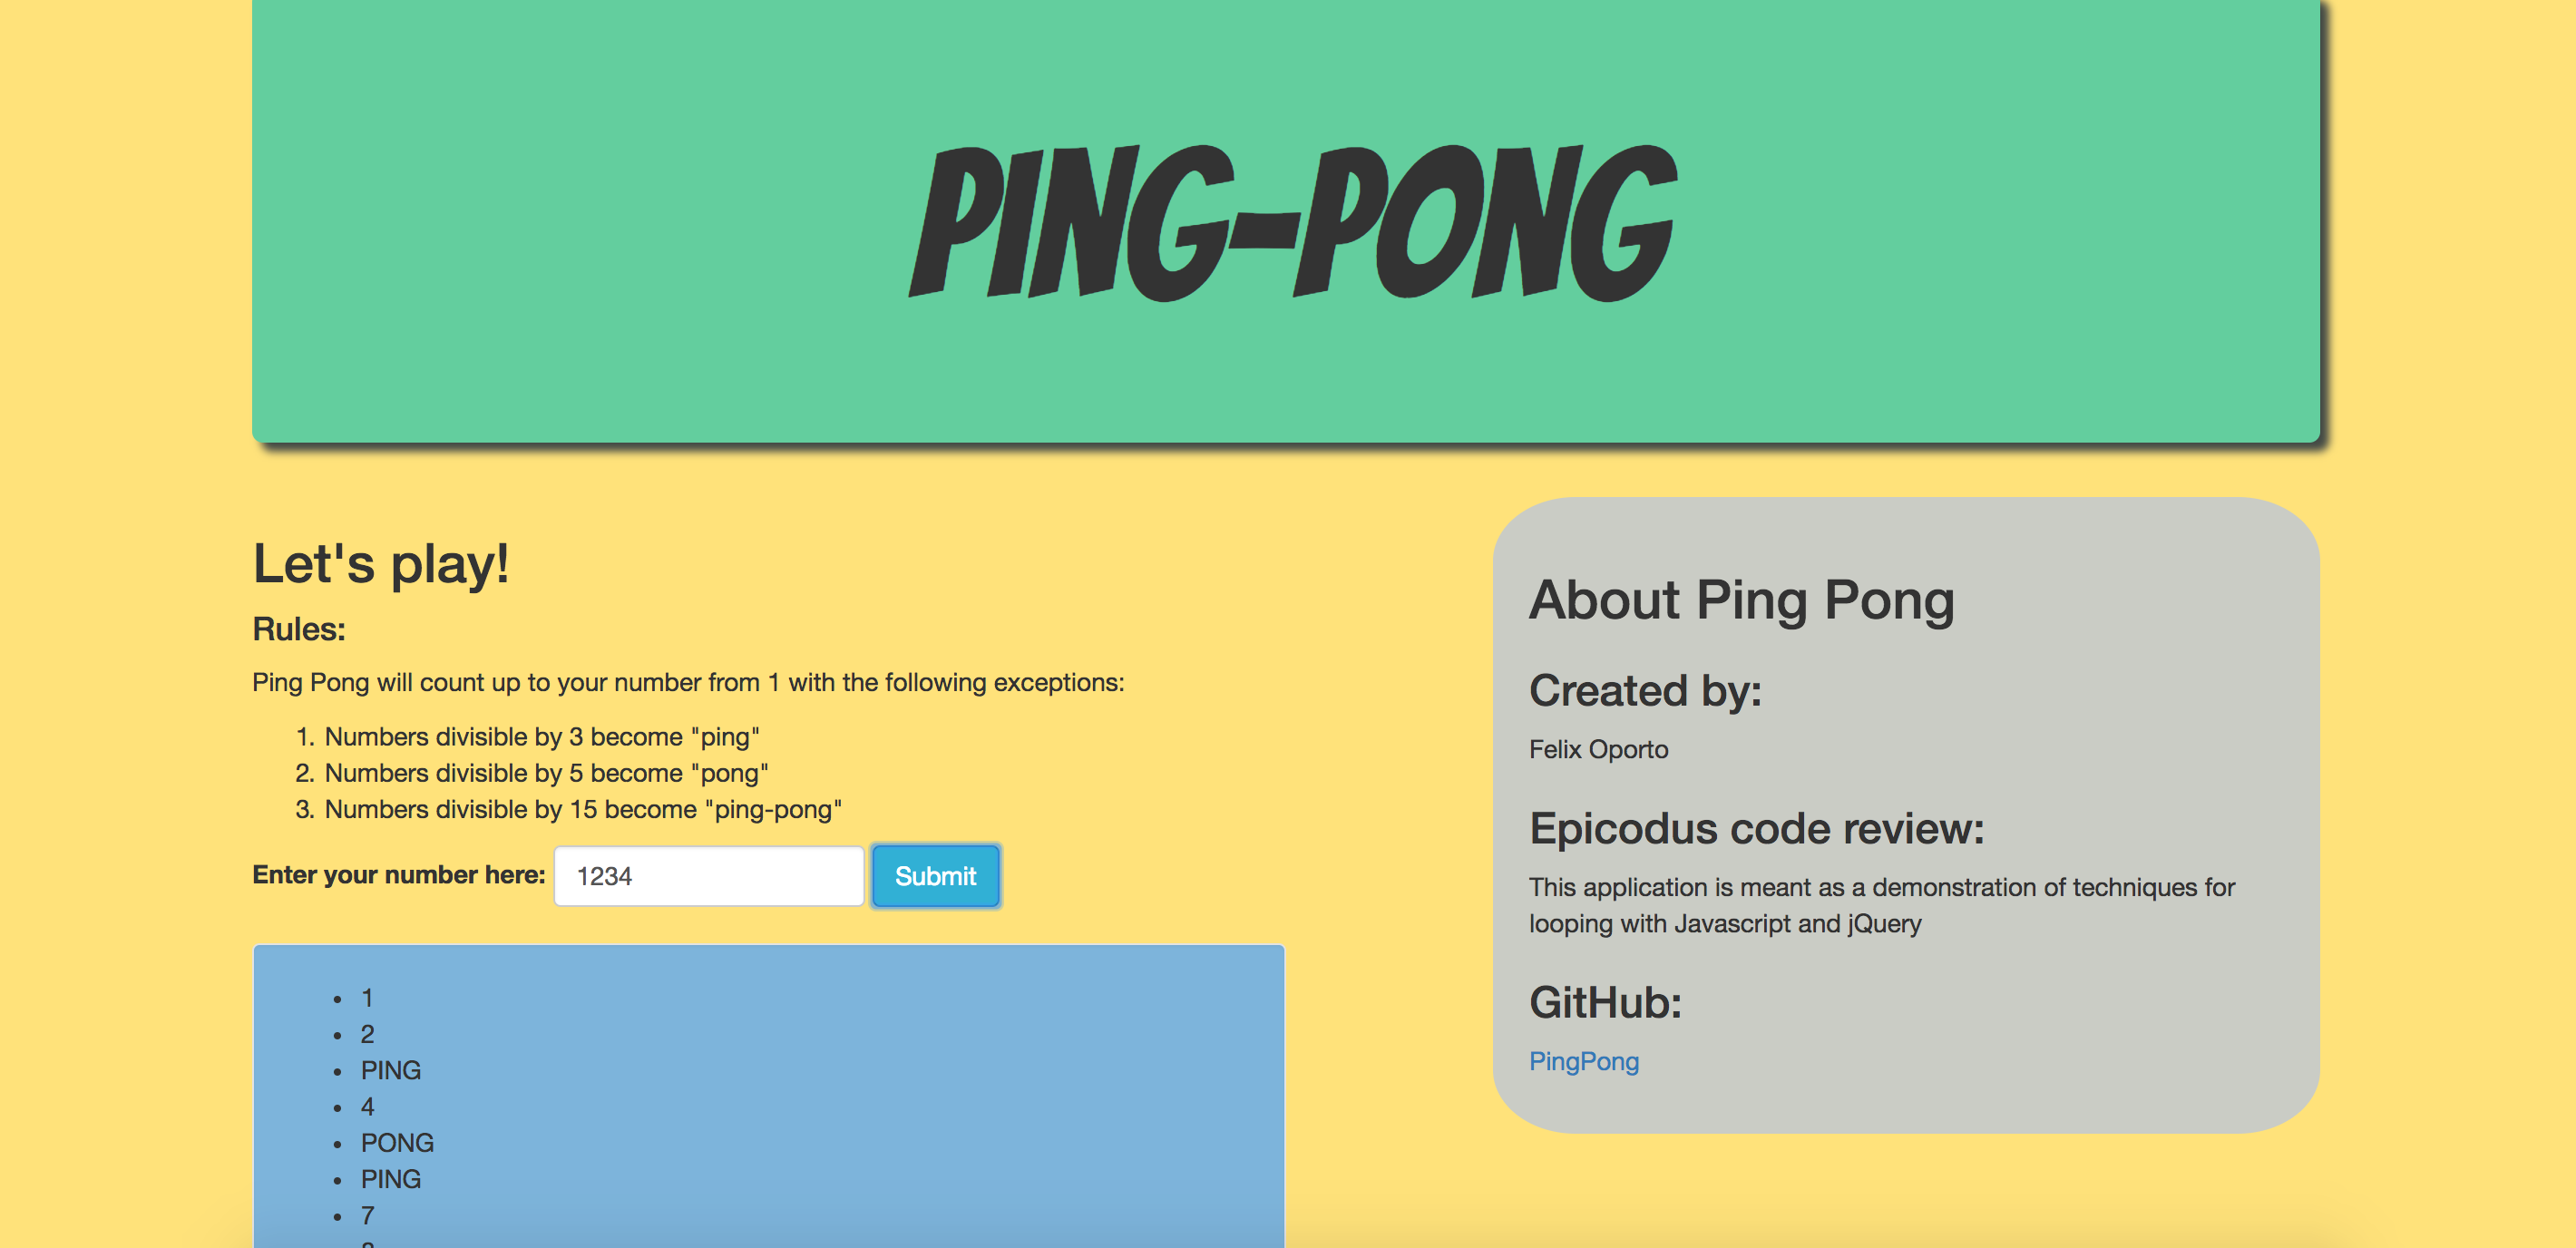 PING-PONG
Let's play!
Rules:
Ping Pong will count up to your number from 1 with the following exceptions:
1. Numbers divisible by 3 become "ping"
2. Numbers divisible by 5 become "pong"
3. Numbers divisible by 15 become "ping-pong"
Enter your number here: 1234 Submit
• 1
• 2
• PING
• 4
• PONG
• PING
• 7
About Ping Pong
Created by:
Felix Oporto
Epicodus code review:
This application is meant as a demonstration of techniques for
looping with Javascript and jQuery
GitHub:
PingPong